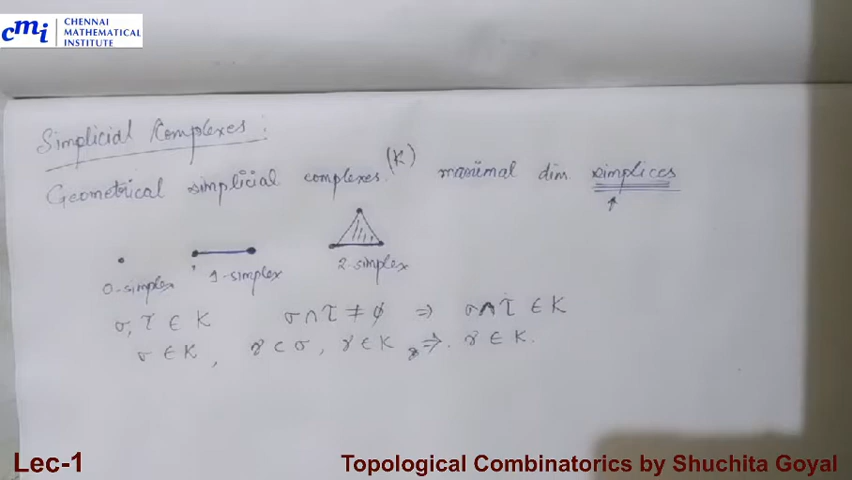 cmi
CHENNAI
MATHEMATICAL
INSTITUTE
Simplicial Complexes :
Geometrical simplicial complexes (K) maximal dim. simplices
0-simplex 1-simplex 2-simplex
σ, τ ∈ K σ ∩ τ ≠ ϕ ⇒ σ ∩ τ ∈ K
σ ∈ K, γ ⊂ σ, γ ∈ K, ⇒ γ ∈ K.
Lec-1
Topological Combinatorics by Shuchita Goyal